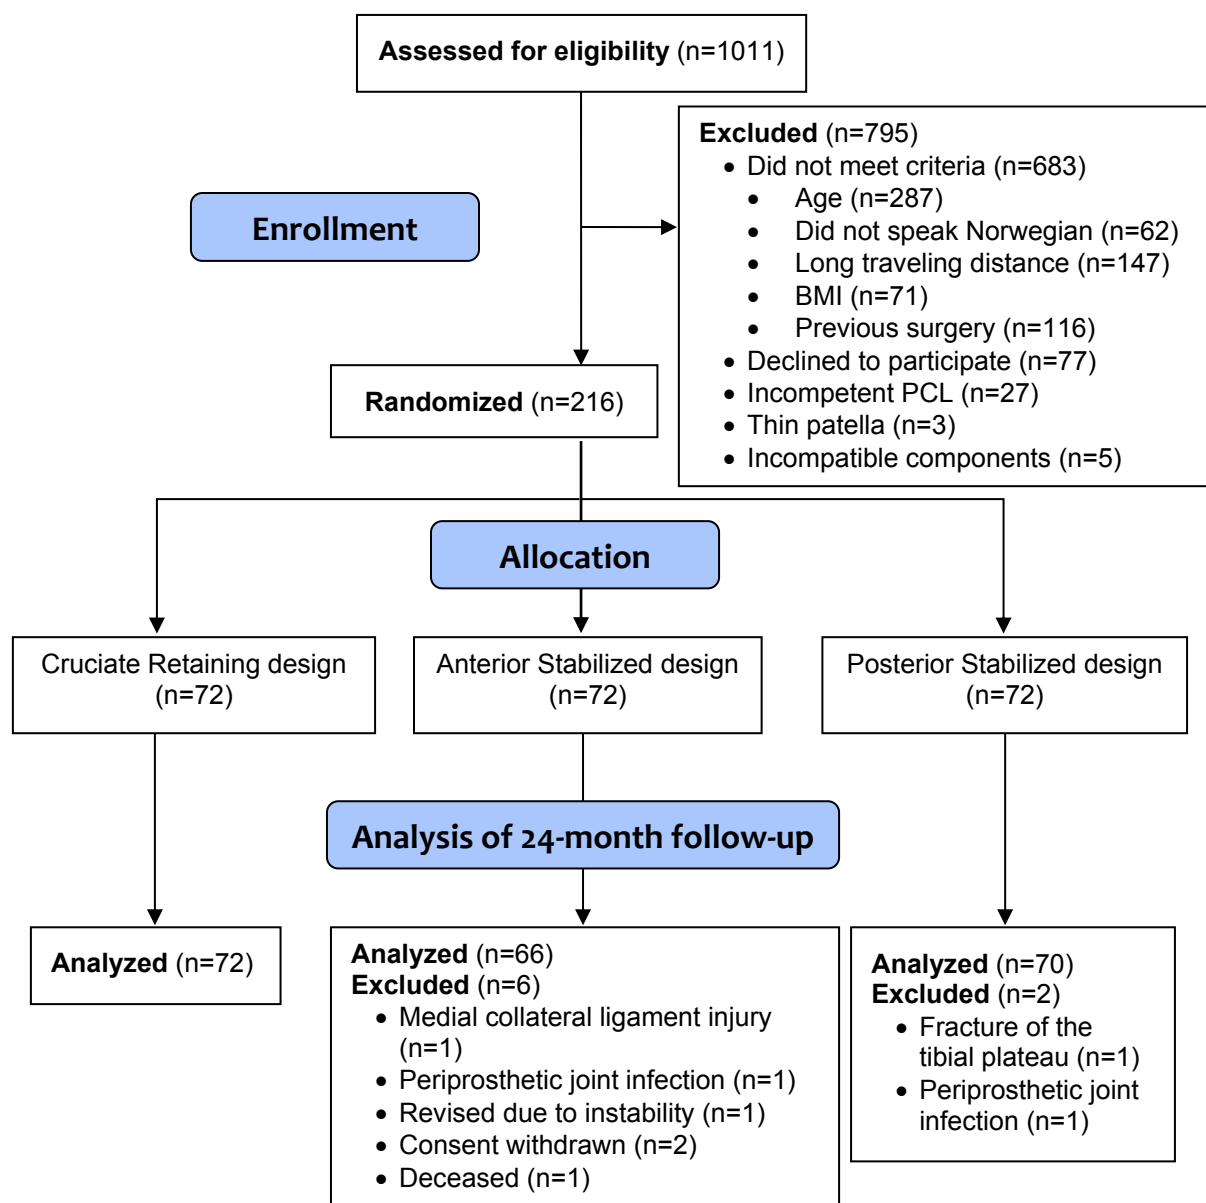 Assessed for eligibility (n=1011)
Excluded (n=795)
• Did not meet criteria (n=683)
• Age (n=287)
• Did not speak Norwegian (n=62)
• Long traveling distance (n=147)
• BMI (n=71)
• Previous surgery (n=116)
• Declined to participate (n=77)
• Incompetent PCL (n=27)
• Thin patella (n=3)
• Incompatible components (n=5)
Enrollment
Randomized (n=216)
Allocation
Cruciate Retaining design
(n=72)
Anterior Stabilized design
(n=72)
Posterior Stabilized design
(n=72)
Analysis of 24-month follow-up
Analyzed (n=72)
Analyzed (n=66)
Excluded (n=6)
• Medial collateral ligament injury
(n=1)
• Periprosthetic joint infection (n=1)
• Revised due to instability (n=1)
• Consent withdrawn (n=2)
• Deceased (n=1)
Analyzed (n=70)
Excluded (n=2)
• Fracture of the
tibial plateau (n=1)
• Periprosthetic joint
infection (n=1)